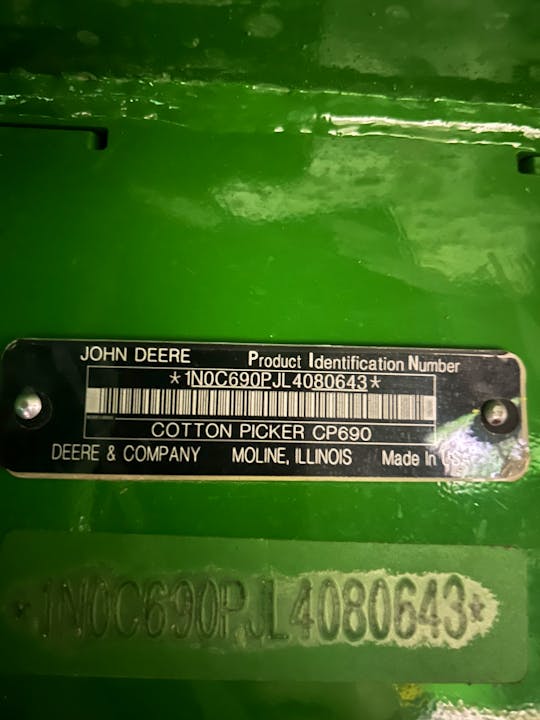 JOHN DEERE Product Identification Number
*1N0C690PJL4080643*
COTTON PICKER CP690
DEERE & COMPANY MOLINE, ILLINOIS Made In USA
*1N0C690PJL4080643*